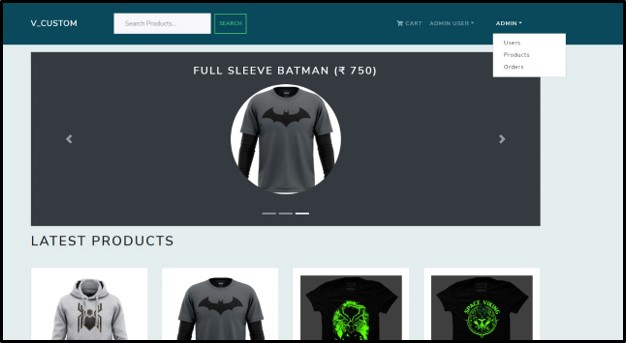 V_CUSTOM
Search Products...
SEARCH
CART
ADMIN USER
ADMIN
Users
Products
Orders
FULL SLEEVE BATMAN (₹ 750)
LATEST PRODUCTS
SPACE VIKING